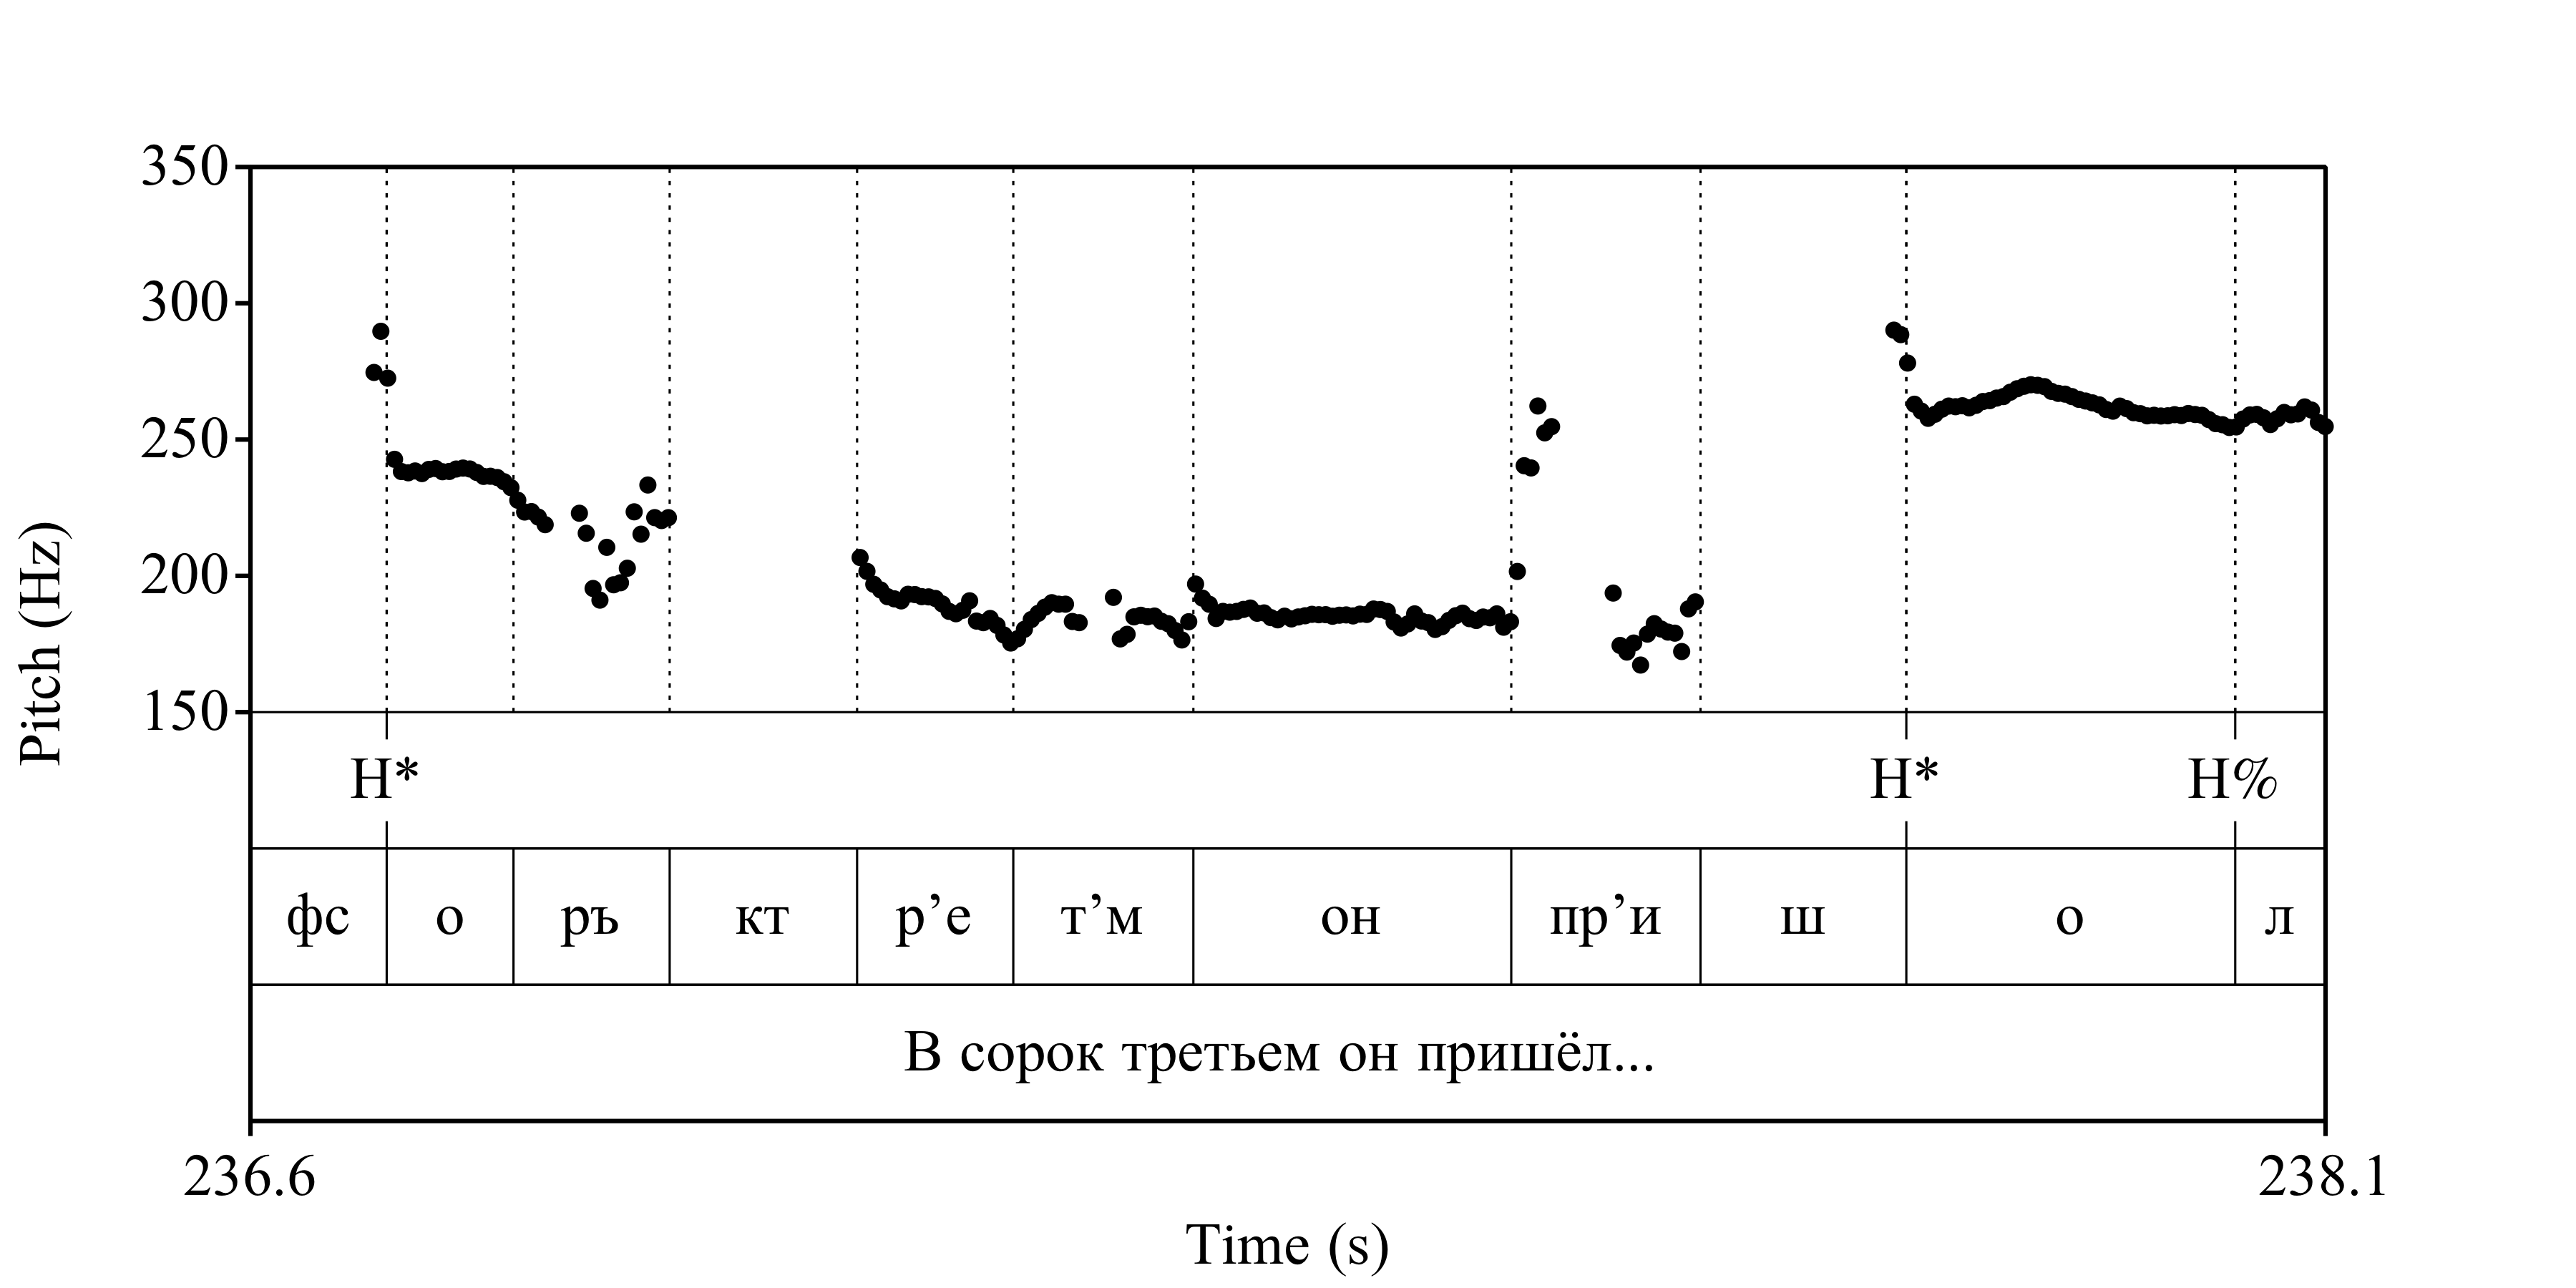 350
300
250
200
150
Pitch (Hz)
H* H* H%
фс о ръ кт р’е т’м он пр’и ш о л
В сорок третьем он пришёл...
236.6 238.1
Time (s)